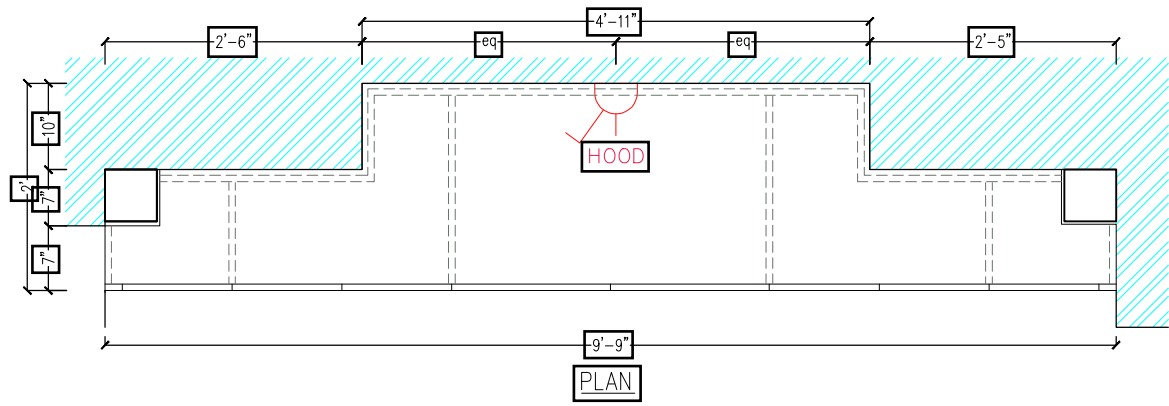 4'-11"
2'-6"
eq
eq
2'-5"
10"
2'
7"
7"
HOOD
9'-9"
PLAN